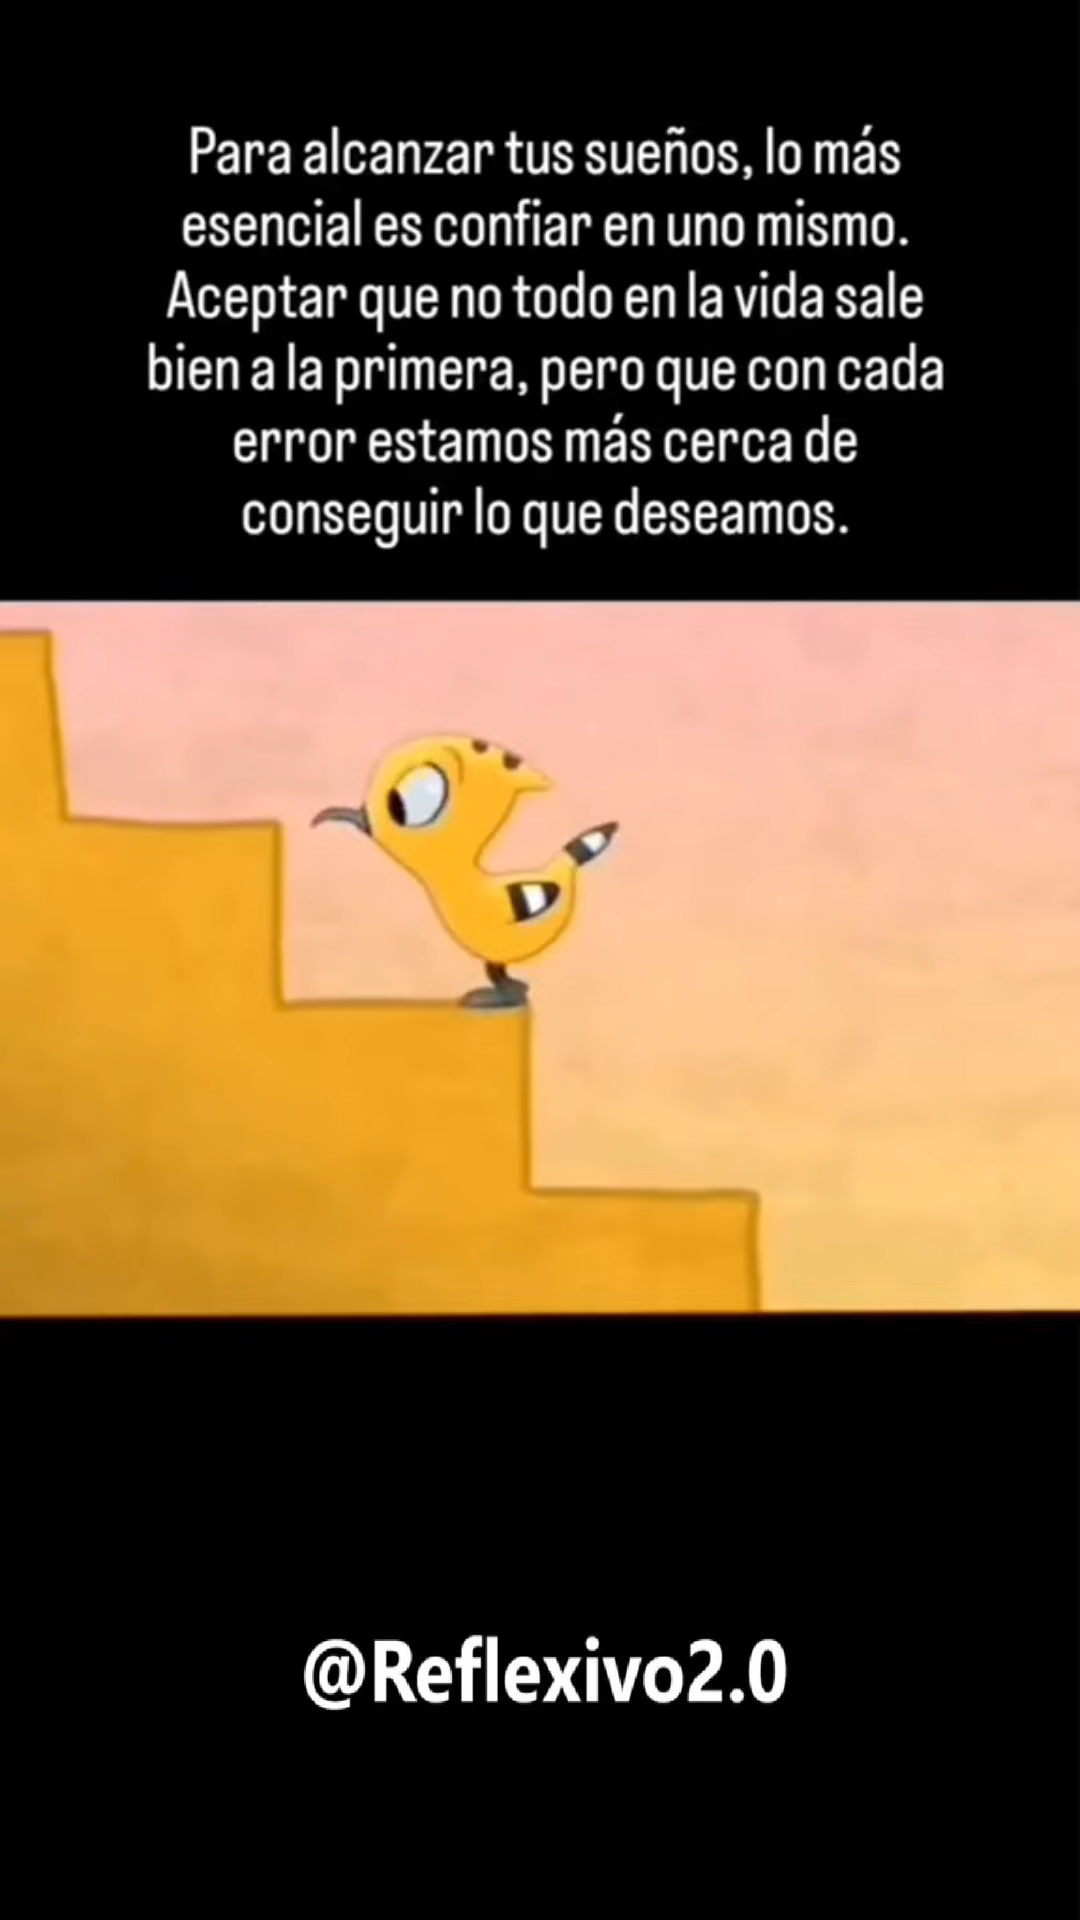 Para alcanzar tus sueños, lo más
esencial es confiar en uno mismo.
Aceptar que no todo en la vida sale
bien a la primera, pero que con cada
error estamos más cerca de
conseguir lo que deseamos.
@Reflexivo2.0